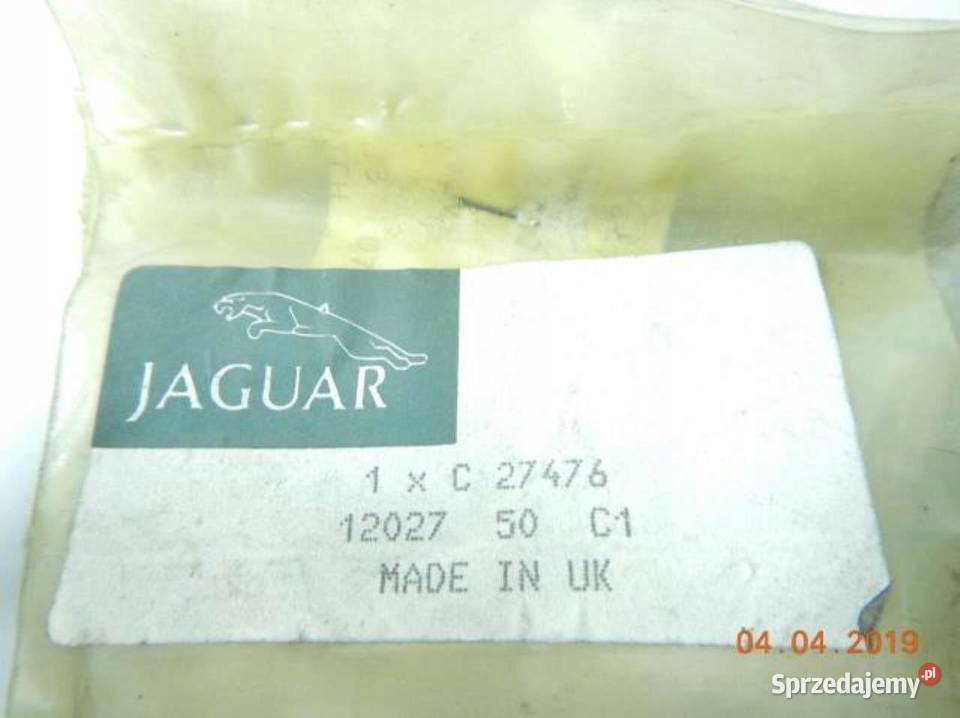 JAGUAR
1 x C 27476
12027 50 C1
MADE IN UK
04.04.2019
Sprzedajemy.pl